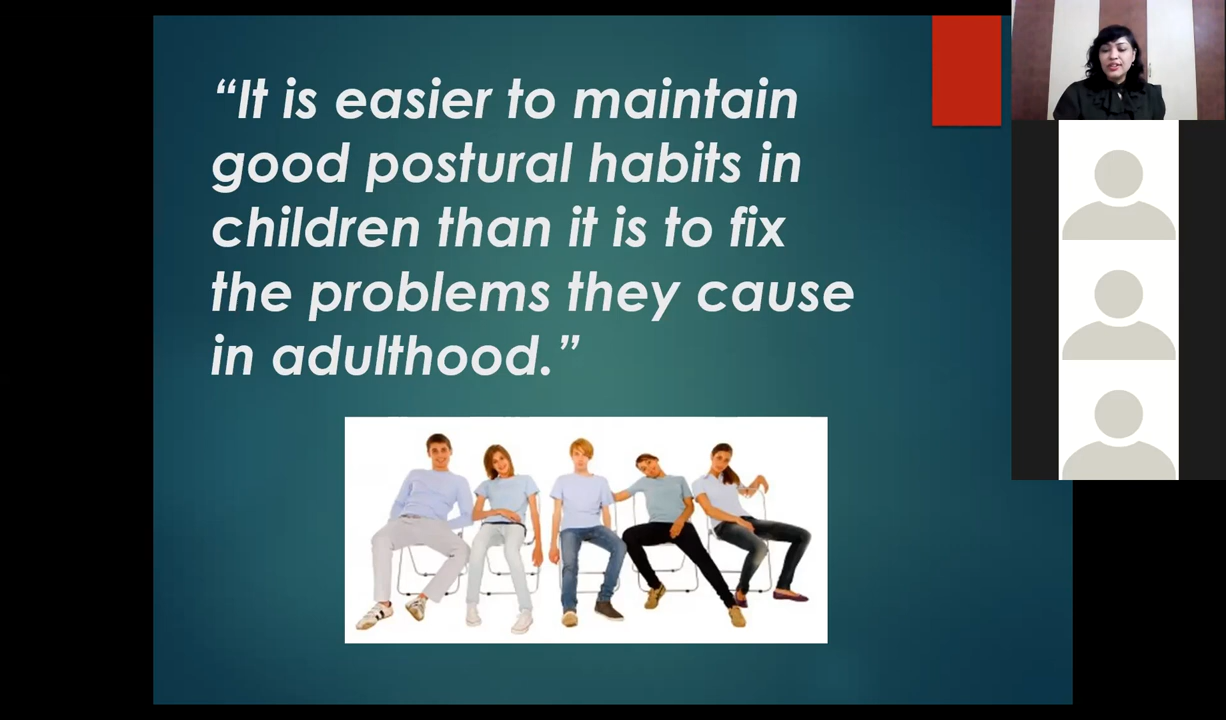 “It is easier to maintain
good postural habits in
children than it is to fix
the problems they cause
in adulthood.”